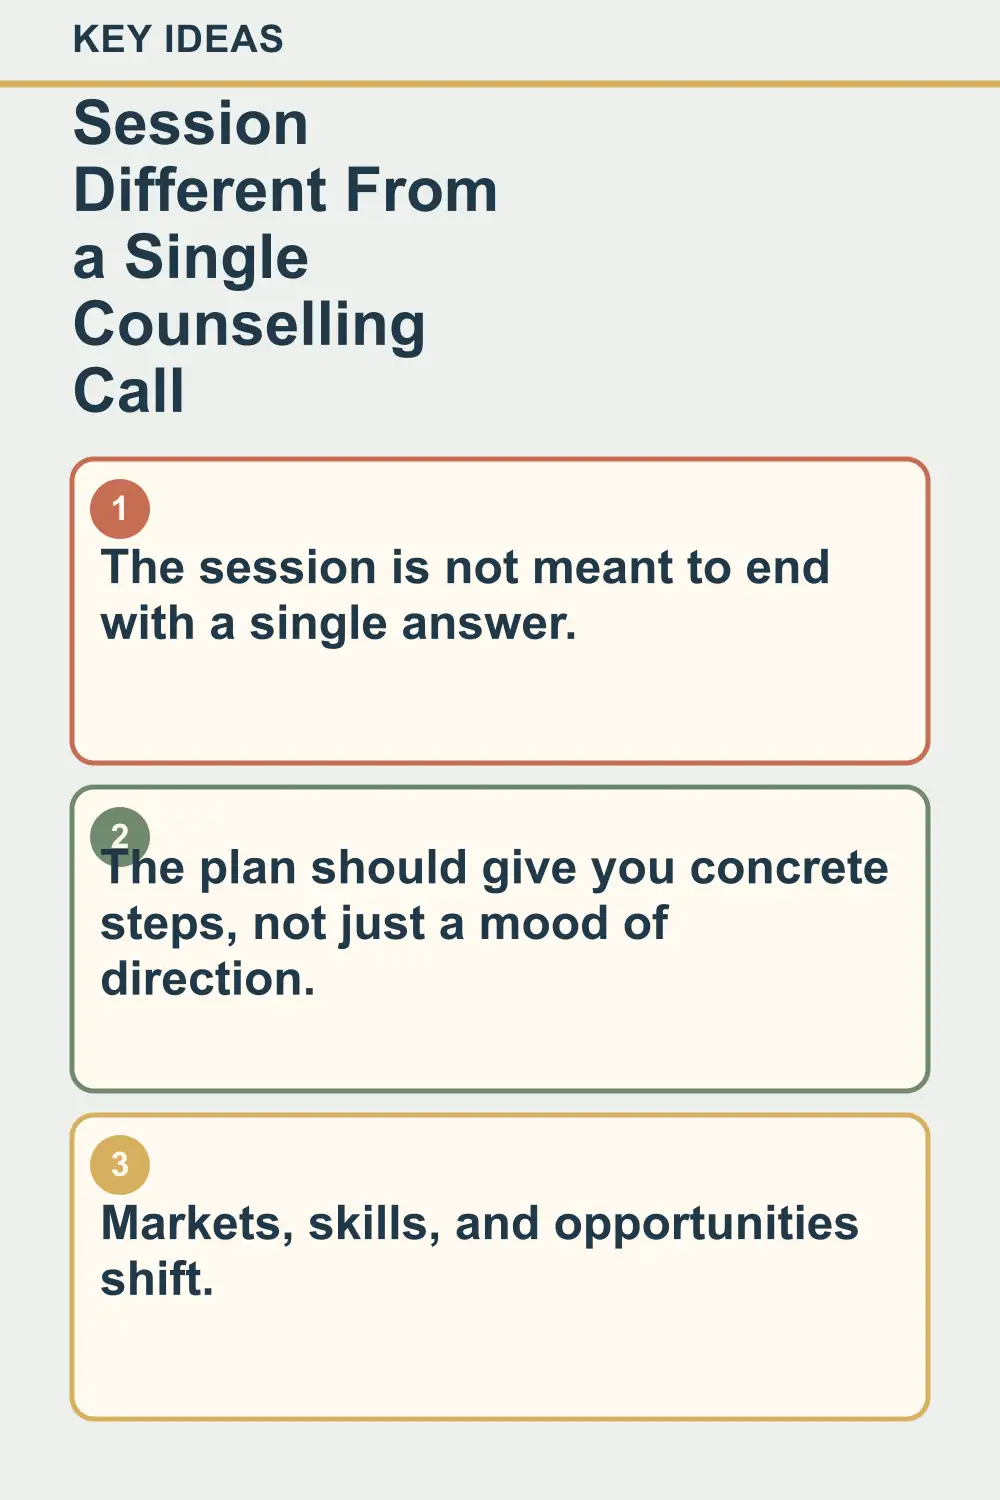 KEY IDEAS
Session
Different From
a Single
Counselling
Call
1
The session is not meant to end
with a single answer.
2
The plan should give you concrete
steps, not just a mood of
direction.
3
Markets, skills, and opportunities
shift.